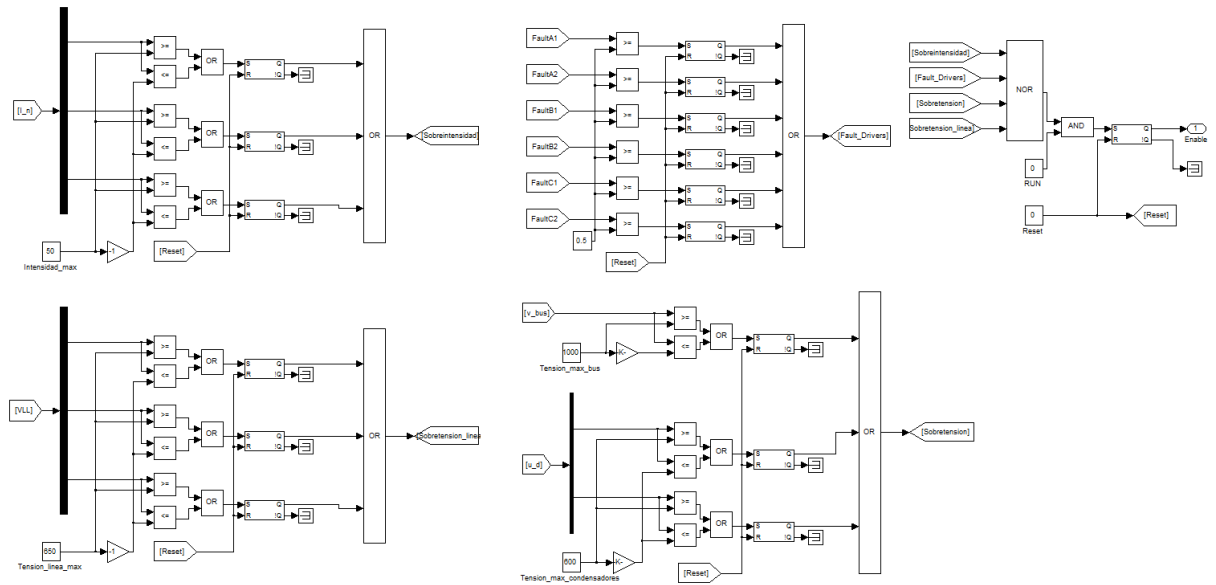 [I_n]
>=
<=
OR
S Q
R !Q
>=
<=
OR
S Q
R !Q
>=
<=
OR
S Q
R !Q
OR
[Sobreintensidad]
50
Intensidad_max
-1
[Reset]
FaultA1
>=
S Q
R !Q
FaultA2
>=
S Q
R !Q
FaultB1
>=
S Q
R !Q
FaultB2
>=
S Q
R !Q
FaultC1
>=
S Q
R !Q
FaultC2
>=
S Q
R !Q
0.5
[Reset]
OR
[Fault_Drivers]
[Sobreintensidad]
[Fault_Drivers]
[Sobretension]
[Sobretension_linea]
NOR
AND
0
RUN
S Q
R !Q
1
Enable
0
Reset
[Reset]
[VLL]
>=
<=
OR
S Q
R !Q
>=
<=
OR
S Q
R !Q
>=
<=
OR
S Q
R !Q
OR
[Sobretension_linea
650
Tension_linea_max
-1
[Reset]
[v_bus]
>=
<=
OR
S Q
R !Q
1000
Tension_max_bus
-K-
[u_d]
>=
<=
OR
S Q
R !Q
>=
<=
OR
S Q
R !Q
600
Tension_max_condensadores
-K-
[Reset]
OR
[Sobretension]